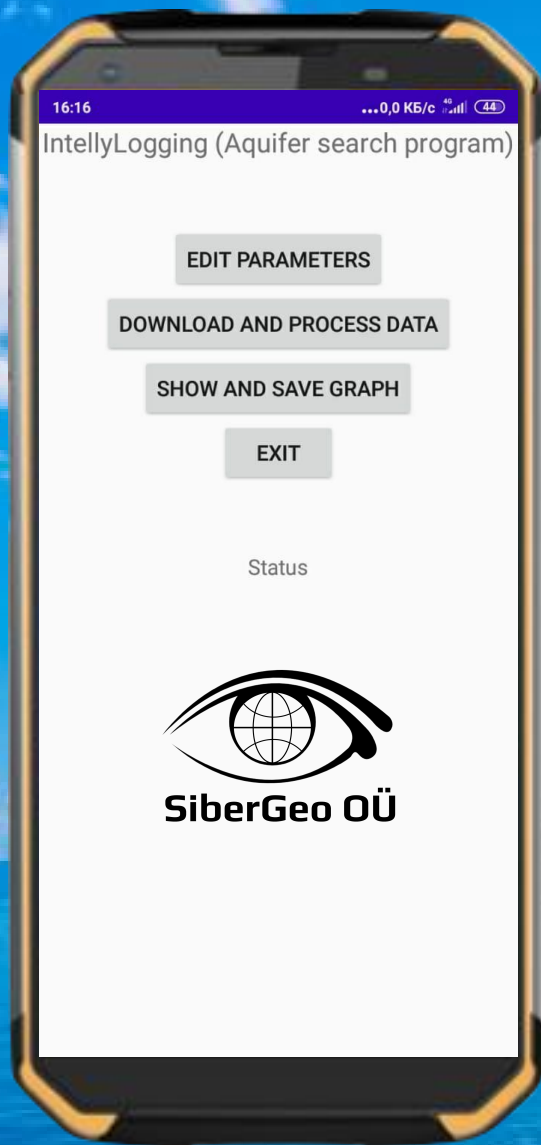 16:16 ...0,0 КБ/с 4G 44
IntellyLogging (Aquifer search program)
EDIT PARAMETERS
DOWNLOAD AND PROCESS DATA
SHOW AND SAVE GRAPH
EXIT
Status
SiberGeo OÜ